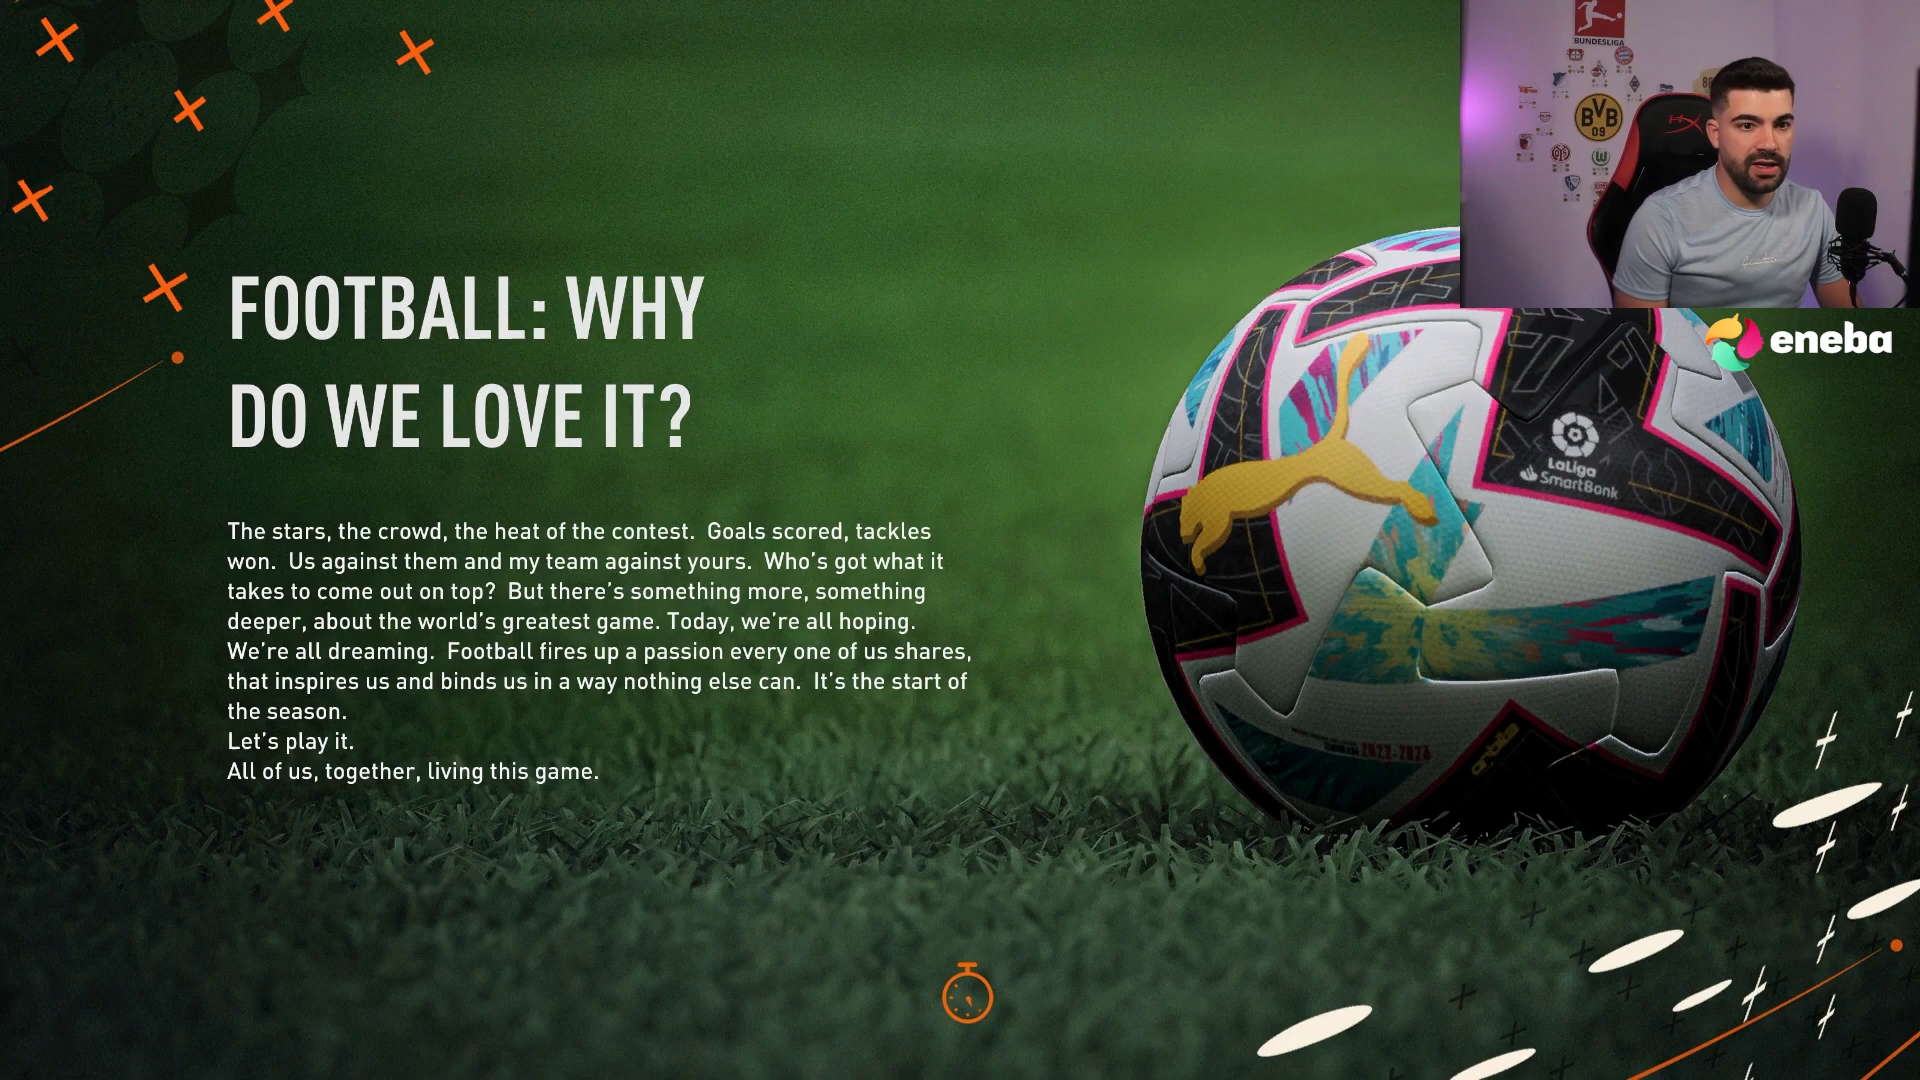 BUNDESLIGA
BVB
09
eneba
FOOTBALL: WHY
DO WE LOVE IT?
LaLiga
SmartBank
The stars, the crowd, the heat of the contest.  Goals scored, tackles
won.  Us against them and my team against yours.  Who's got what it
takes to come out on top?  But there's something more, something
deeper, about the world's greatest game. Today, we're all hoping.
We're all dreaming.  Football fires up a passion every one of us shares,
that inspires us and binds us in a way nothing else can.  It's the start of
the season.
Let's play it.
All of us, together, living this game.
2022-2023
orbita